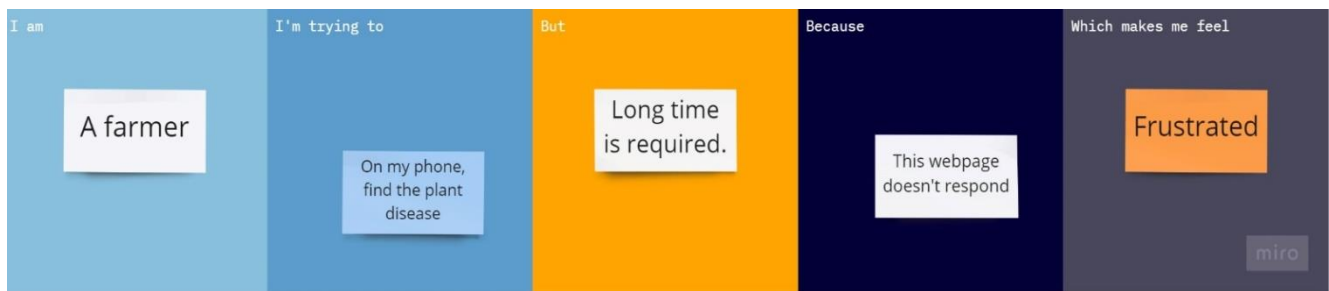 I am
A farmer
I'm trying to
On my phone,
find the plant
disease
But
Long time
is required.
Because
This webpage
doesn't respond
Which makes me feel
Frustrated
miro